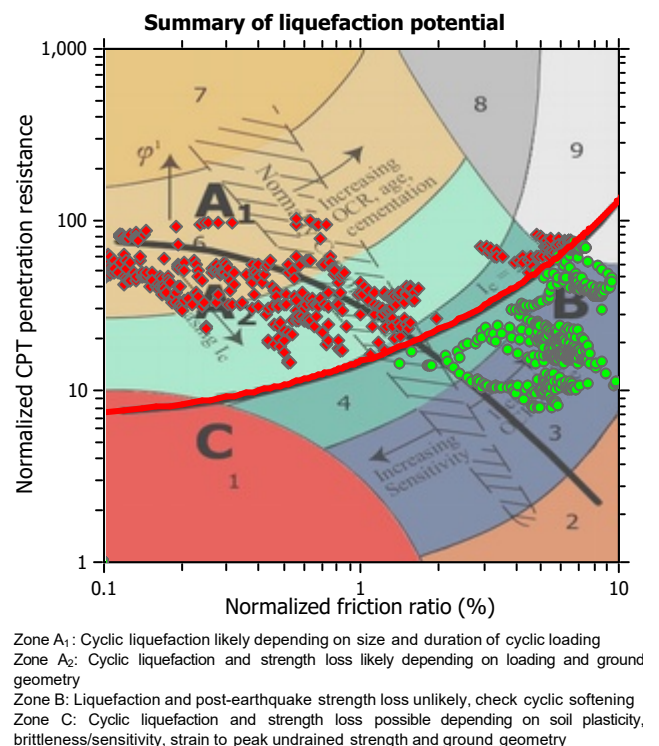 Summary of liquefaction potential
1,000
100
10
1
Normalized CPT penetration resistance
7
8
9
φ'
A1
Increasing
OCR, age,
cementation
6
A2
Ic
Ic =
B
4
3
C
1
Increasing
Sensitivity
2
0.1
1
10
Normalized friction ratio (%)
Zone A1: Cyclic liquefaction likely depending on size and duration of cyclic loading
Zone A2: Cyclic liquefaction and strength loss likely depending on loading and ground
geometry
Zone B: Liquefaction and post-earthquake strength loss unlikely, check cyclic softening
Zone C: Cyclic liquefaction and strength loss possible depending on soil plasticity,
brittleness/sensitivity, strain to peak undrained strength and ground geometry